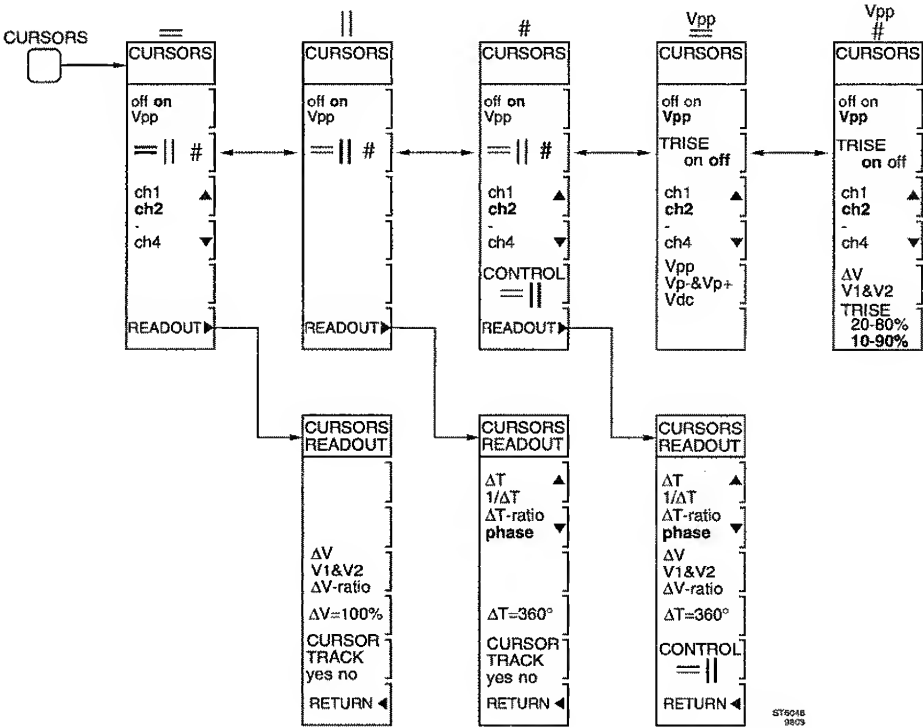 CURSORS
=
CURSORS
off on
Vpp
= || #
ch1
ch2
-
ch4
READOUT
||
CURSORS
off on
Vpp
= || #
READOUT
#
CURSORS
off on
Vpp
= || #
ch1
ch2
-
ch4
CONTROL
= ||
READOUT
Vpp
=
CURSORS
off on
Vpp
TRISE
on off
ch1
ch2
-
ch4
Vpp
Vp-&Vp+
Vdc
Vpp
#
CURSORS
off on
Vpp
TRISE
on off
ch1
ch2
-
ch4
ΔV
V1&V2
TRISE
20-80%
10-90%
CURSORS
READOUT
ΔV
V1&V2
ΔV-ratio
ΔV=100%
CURSOR
TRACK
yes no
RETURN
CURSORS
READOUT
ΔT
1/ΔT
ΔT-ratio
phase
ΔT=360°
CURSOR
TRACK
yes no
RETURN
CURSORS
READOUT
ΔT
1/ΔT
ΔT-ratio
phase
ΔV
V1&V2
ΔV-ratio
ΔT=360°
CONTROL
= ||
RETURN
ST6046
9803